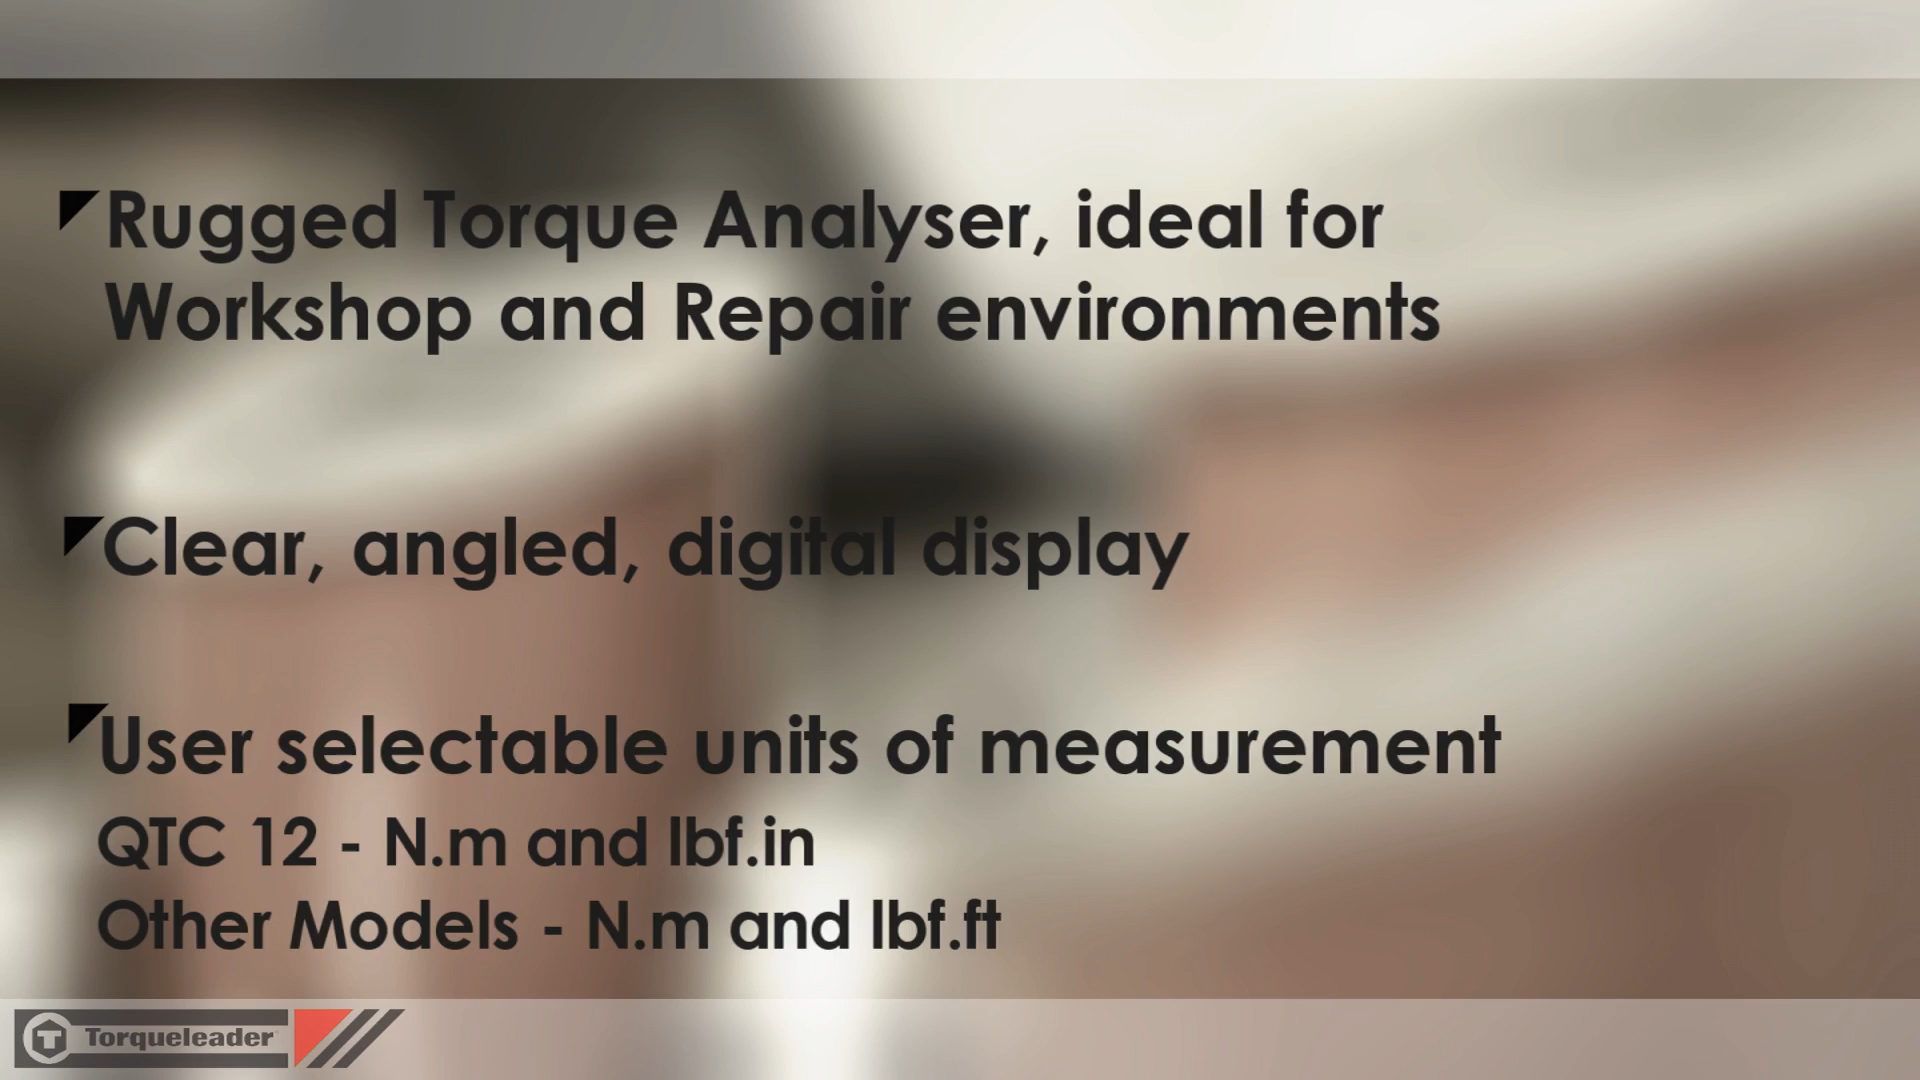 Rugged Torque Analyser, ideal for
Workshop and Repair environments
Clear, angled, digital display
User selectable units of measurement
QTC 12 - N.m and lbf.in
Other Models - N.m and lbf.ft
Torqueleader